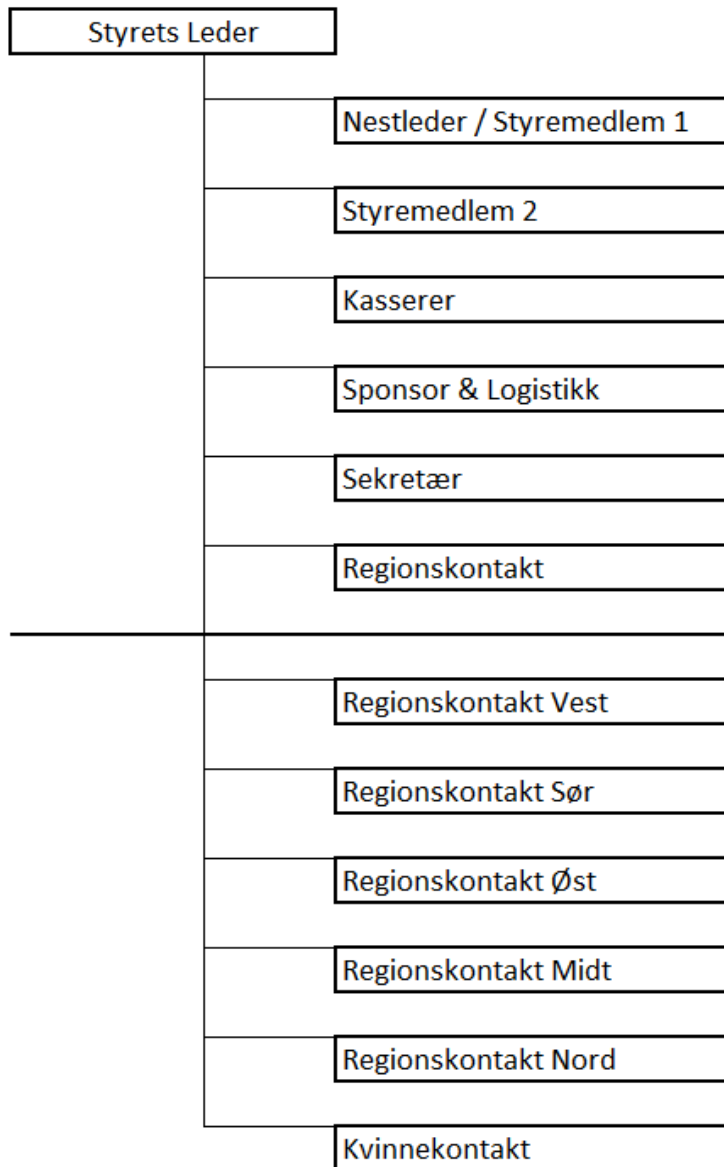 Styrets Leder
Nestleder / Styremedlem 1
Styremedlem 2
Kasserer
Sponsor & Logistikk
Sekretær
Regionskontakt
Regionskontakt Vest
Regionskontakt Sør
Regionskontakt Øst
Regionskontakt Midt
Regionskontakt Nord
Kvinnekontakt